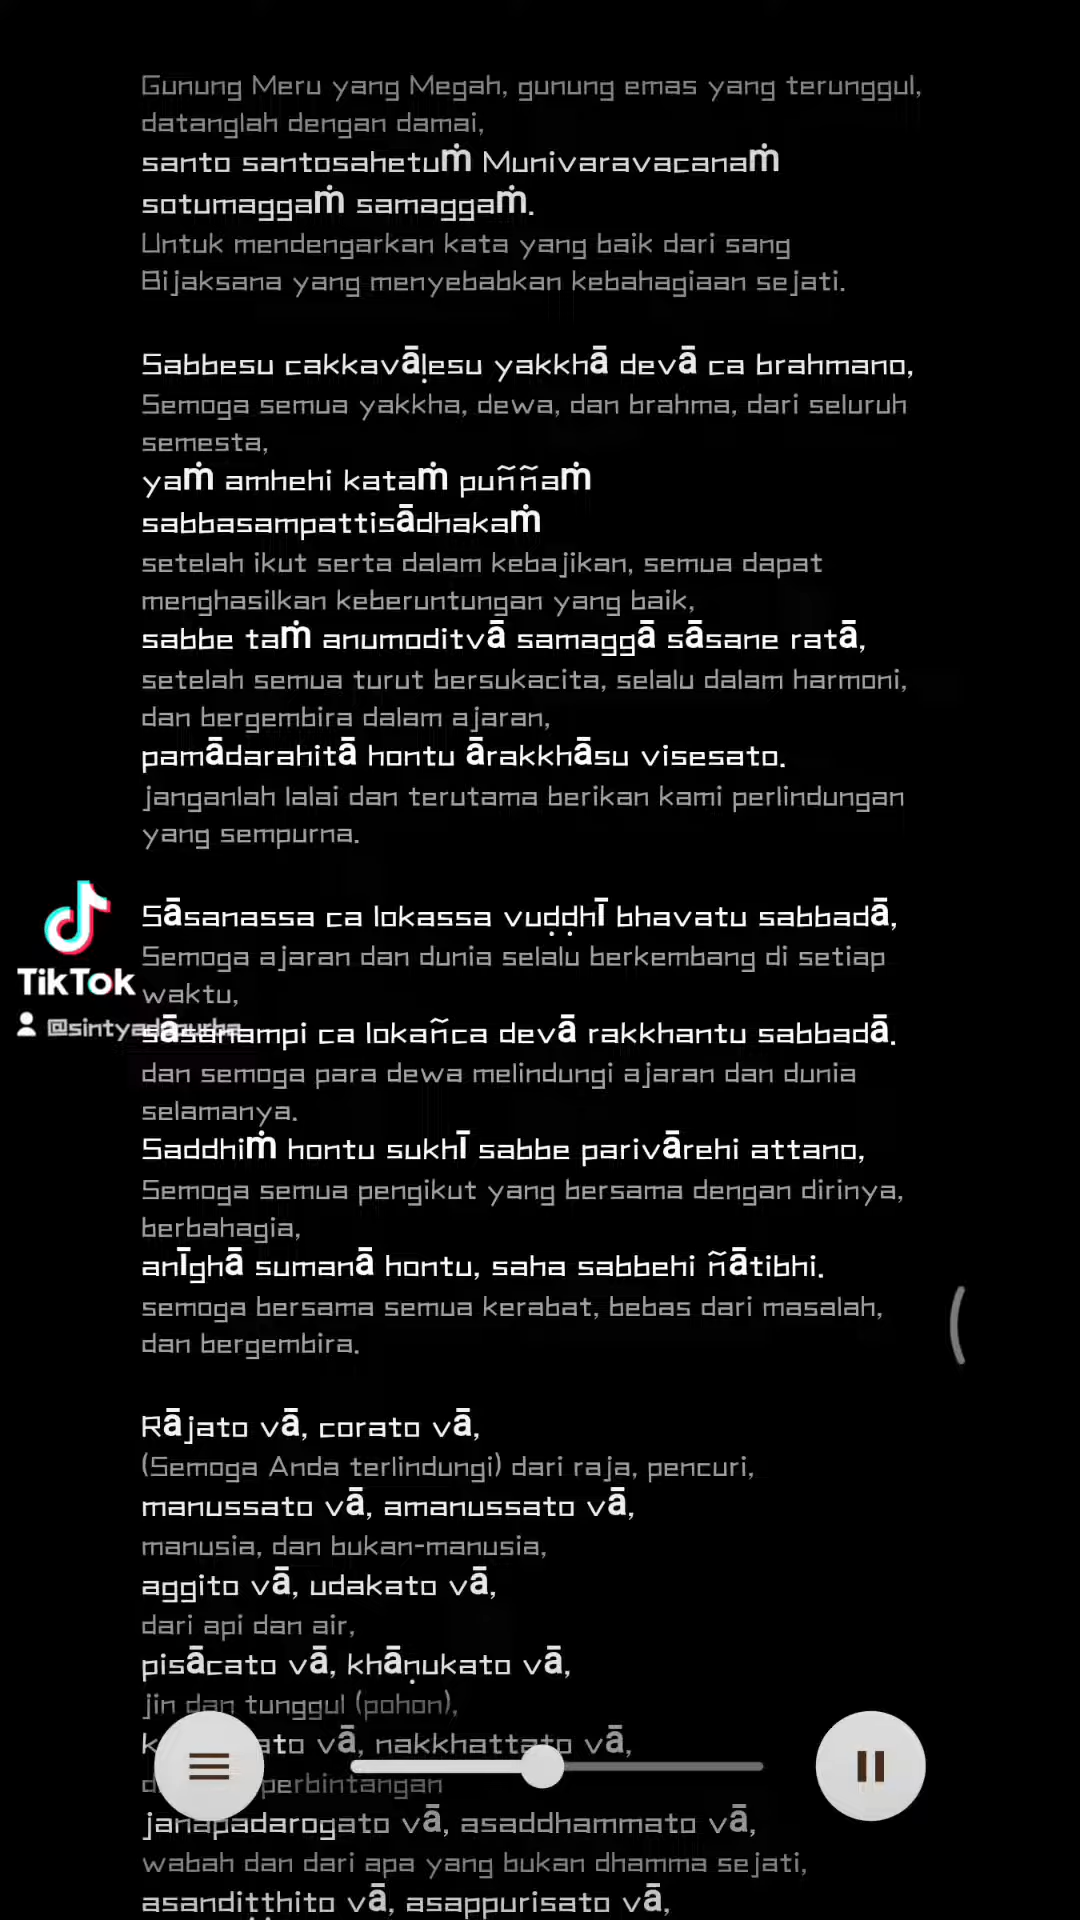 Gunung Meru yang Megah, gunung emas yang terunggul,
datanglah dengan damai,
santo santosahetuṁ Munivaravacanaṁ
sotumaggaṁ samaggaṁ.
Untuk mendengarkan kata yang baik dari sang
Bijaksana yang menyebabkan kebahagiaan sejati.
Sabbesu cakkavāḷesu yakkhā devā ca brahmano,
Semoga semua yakkha, dewa, dan brahma, dari seluruh
semesta,
yaṁ amhehi kataṁ puññaṁ
sabbasampattisādhakaṁ
setelah ikut serta dalam kebajikan, semua dapat
menghasilkan keberuntungan yang baik,
sabbe taṁ anumoditvā samaggā sāsane ratā,
setelah semua turut bersukacita, selalu dalam harmoni,
dan bergembira dalam ajaran,
pamādarahitā hontu ārakkhāsu visesato.
janganlah lalai dan terutama berikan kami perlindungan
yang sempurna.
Sāsanassa ca lokassa vuḍḍhī bhavatu sabbadā,
Semoga ajaran dan dunia selalu berkembang di setiap
waktu,
sāsanampi ca lokañca devā rakkhantu sabbadā.
dan semoga para dewa melindungi ajaran dan dunia
selamanya.
Saddhiṁ hontu sukhī sabbe parivārehi attano,
Semoga semua pengikut yang bersama dengan dirinya,
berbahagia,
anīghā sumanā hontu, saha sabbehi ñātibhi.
semoga bersama semua kerabat, bebas dari masalah,
dan bergembira.
Rājato vā, corato vā,
(Semoga Anda terlindungi) dari raja, pencuri,
manussato vā, amanussato vā,
manusia, dan bukan-manusia,
aggito vā, udakato vā,
dari api dan air,
pisācato vā, khāṇukato vā,
jin dan tunggul (pohon),
vā, nakkhattato vā,
perbintangan
janapadarogato vā, asaddhammato vā,
wabah dan dari apa yang bukan dhamma sejati,
asandiṭṭhito vā, asappurisato vā,
TikTok